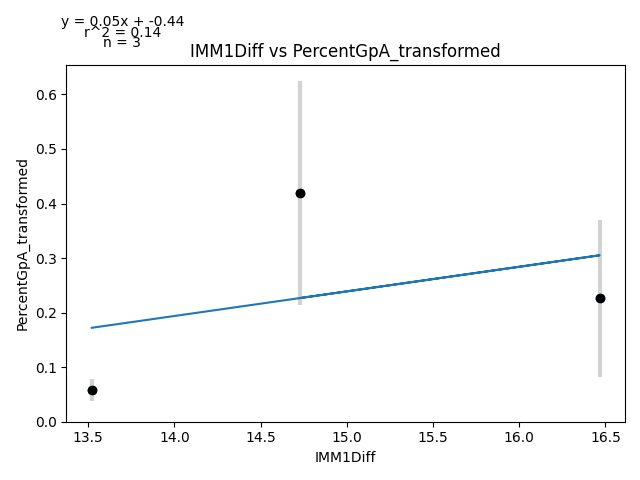 y = 0.05x + -0.44
r^2 = 0.14
n = 3
IMM1Diff vs PercentGpA_transformed
PercentGpA_transformed
0.6
0.5
0.4
0.3
0.2
0.1
0.0
13.5 14.0 14.5 15.0 15.5 16.0 16.5
IMM1Diff